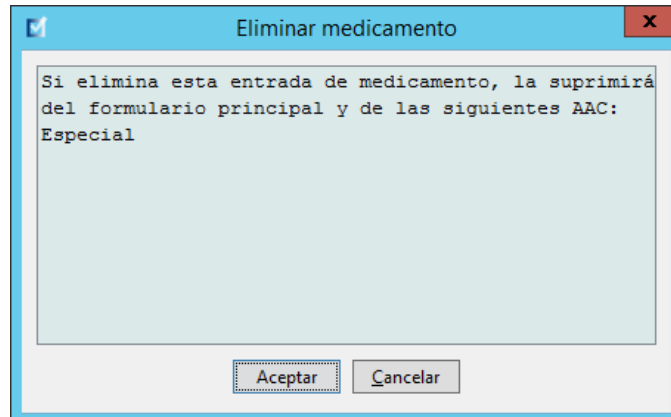 Eliminar medicamento
x
Si elimina esta entrada de medicamento, la suprimirá
del formulario principal y de las siguientes AAC:
Especial
Aceptar Cancelar